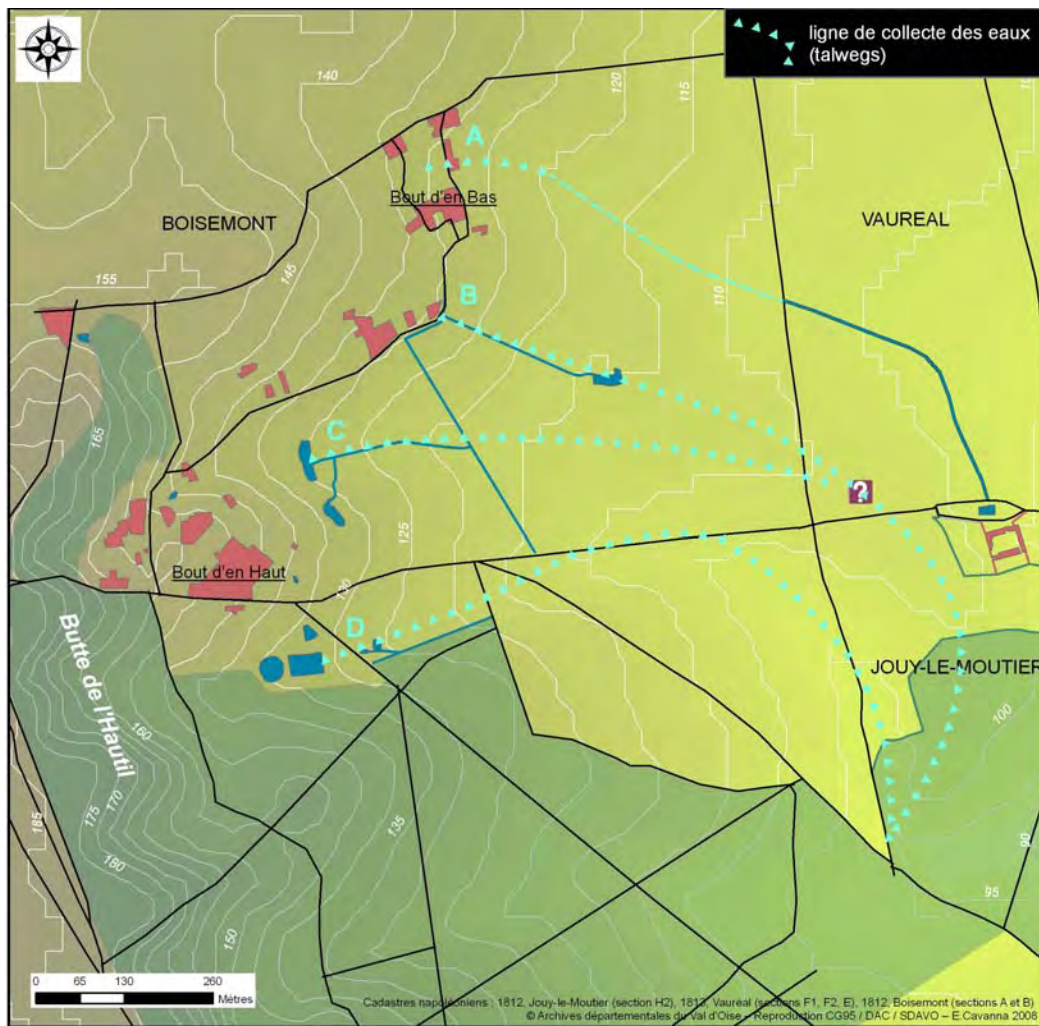 ligne de collecte des eaux
(talwegs)
140
120
115
A
Bout d'en Bas
BOISEMONT
VAUREAL
145
155
110
B
165
C
?
125
Bout d'en Haut
130
D
Butte de l'Hautil
JOUY-LE-MOUTIER
100
160
175
170
135
185
180
90
95
150
0 65 130 260
Mètres
Cadastres napoléoniens : 1812, Jouy-le-Moutier (section H2), 1813, Vauréal (sections F1, F2, E), 1812, Boisemont (sections A et B)
© Archives départementales du Val d'Oise – Reproduction CG95 / DAC / SDAVO – E.Cavanna 2008